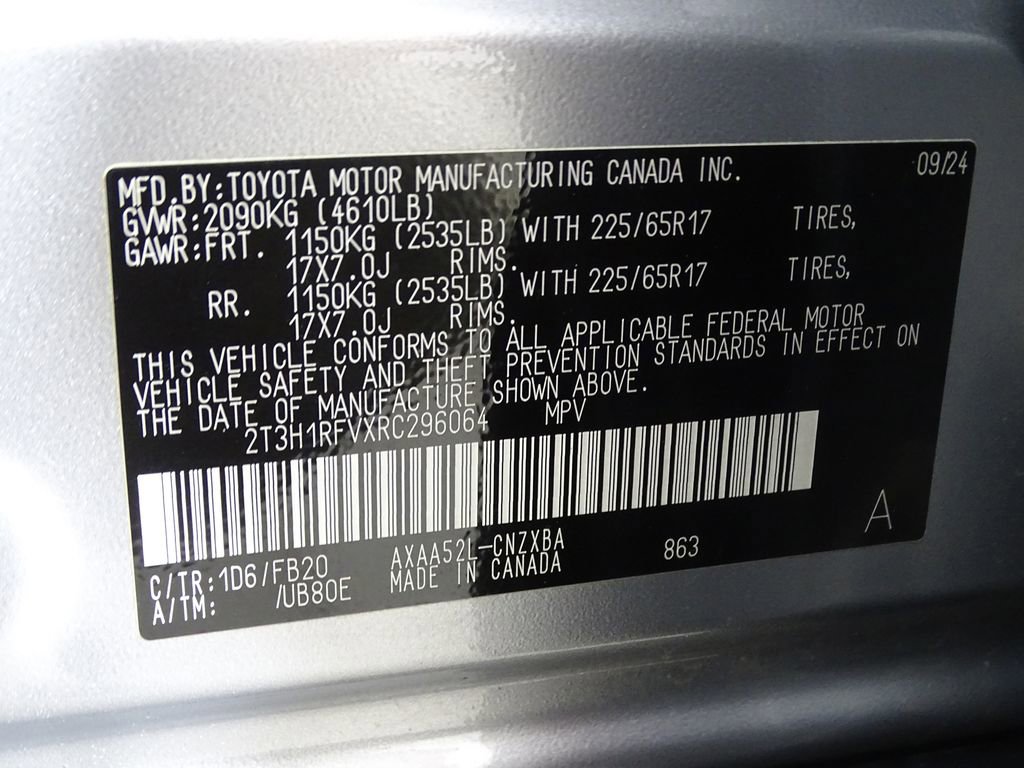 MFD.BY:TOYOTA MOTOR MANUFACTURING CANADA INC. 09/24
GVWR:2090KG (4610LB)
GAWR:FRT. 1150KG (2535LB) WITH 225/65R17 TIRES,
17X7.0J RIMS.
RR. 1150KG (2535LB) WITH 225/65R17 TIRES,
17X7.0J RIMS.
THIS VEHICLE CONFORMS TO ALL APPLICABLE FEDERAL MOTOR
VEHICLE SAFETY AND THEFT PREVENTION STANDARDS IN EFFECT ON
THE DATE OF MANUFACTURE SHOWN ABOVE.
2T3H1RFVXRC296064 MPV
A
C/TR:1D6/FB20 AXAA52L-CNZXBA 863
A/TM: /UB80E MADE IN CANADA